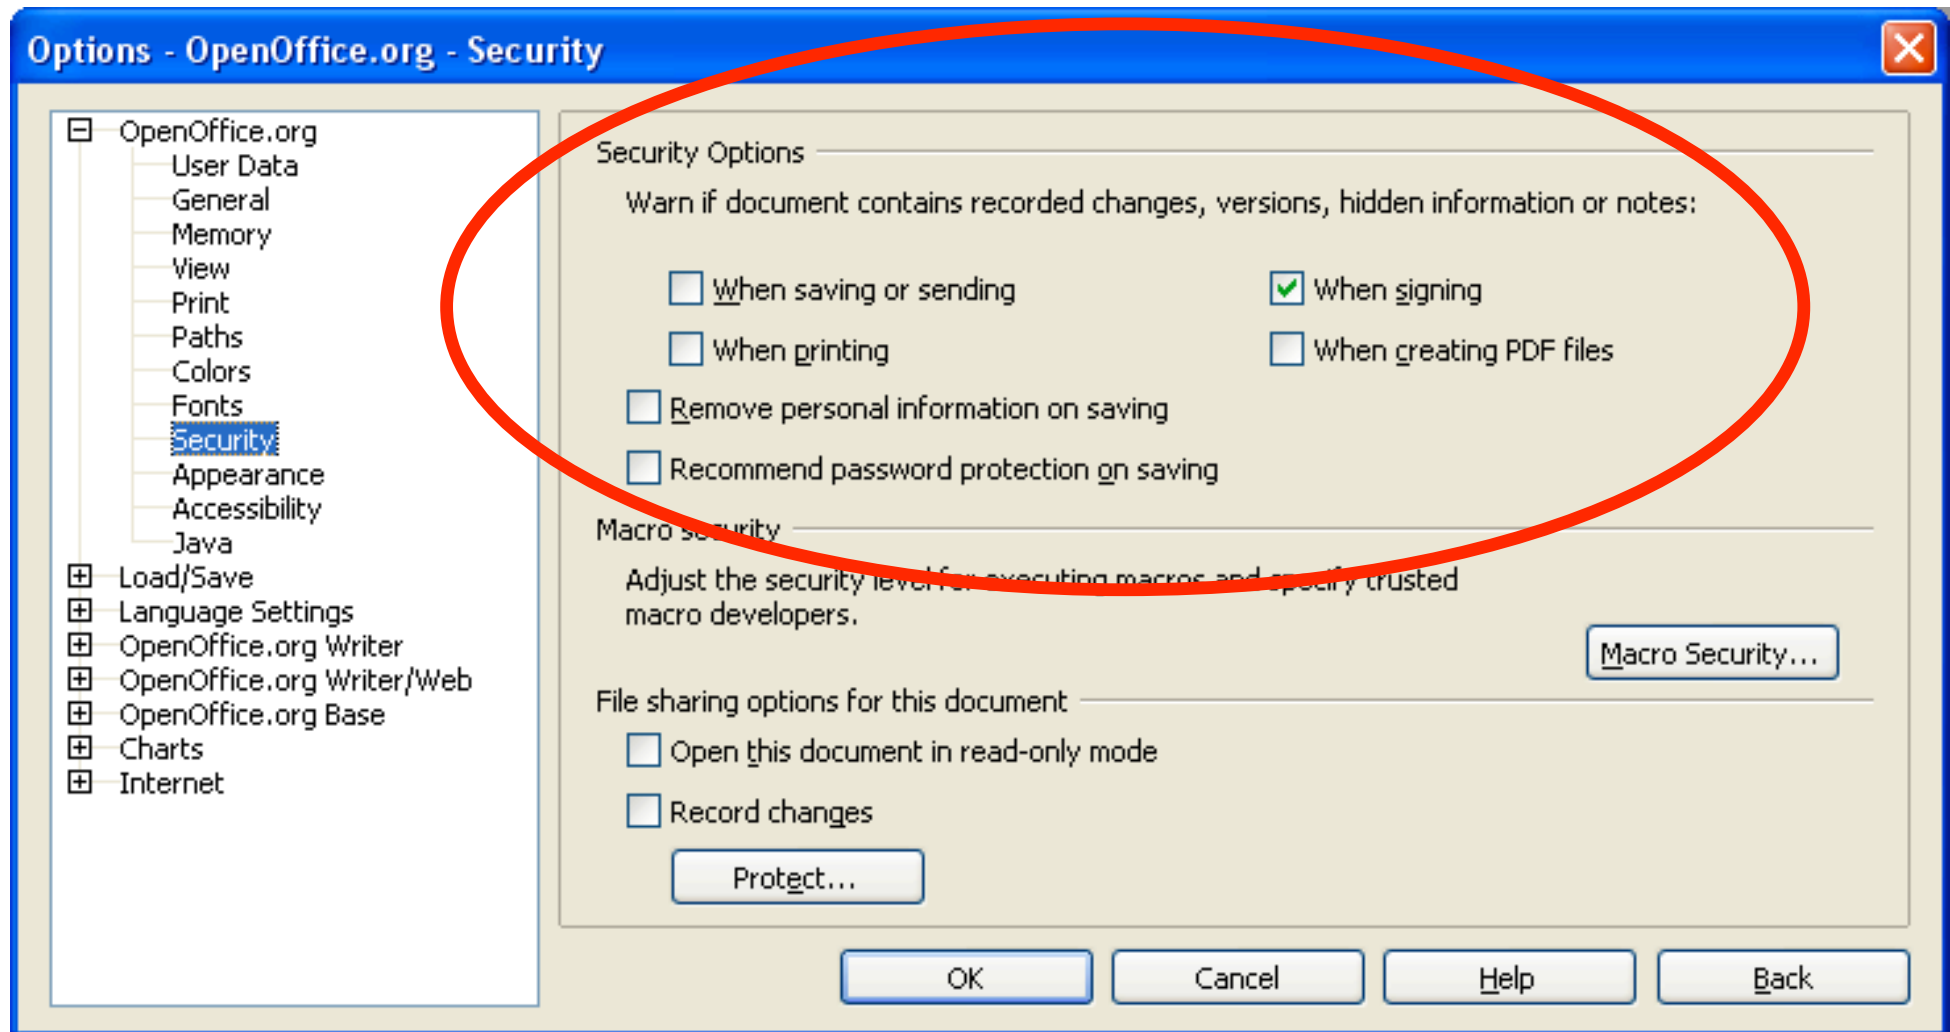 Options - OpenOffice.org - Security
OpenOffice.org
User Data
General
Memory
View
Print
Paths
Colors
Fonts
Security
Appearance
Accessibility
Java
Load/Save
Language Settings
OpenOffice.org Writer
OpenOffice.org Writer/Web
OpenOffice.org Base
Charts
Internet
Security Options
Warn if document contains recorded changes, versions, hidden information or notes:
When saving or sending
When signing
When printing
When creating PDF files
Remove personal information on saving
Recommend password protection on saving
Macro security
Adjust the security level for executing macros and specify trusted
macro developers.
Macro Security...
File sharing options for this document
Open this document in read-only mode
Record changes
Protect...
OK
Cancel
Help
Back